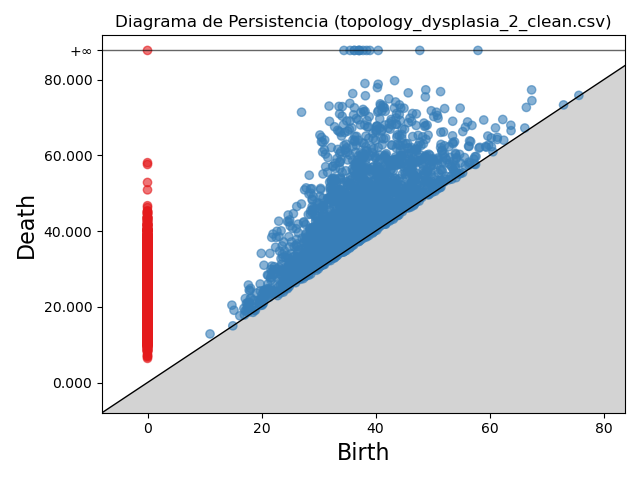 Diagrama de Persistencia (topology_dysplasia_2_clean.csv)
+∞
80.000
60.000
40.000
20.000
0.000
Death
0 20 40 60 80
Birth